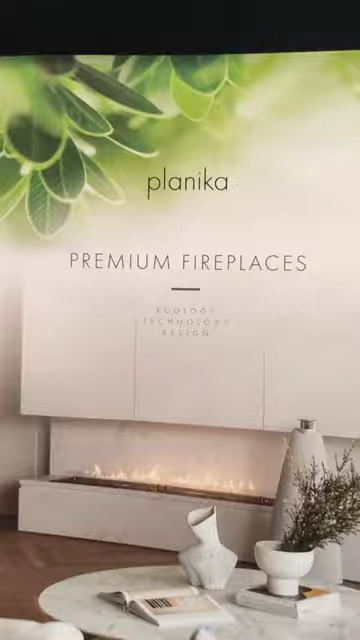 planika
PREMIUM FIREPLACES
ECOLOGY
TECHNOLOGY
DESIGN